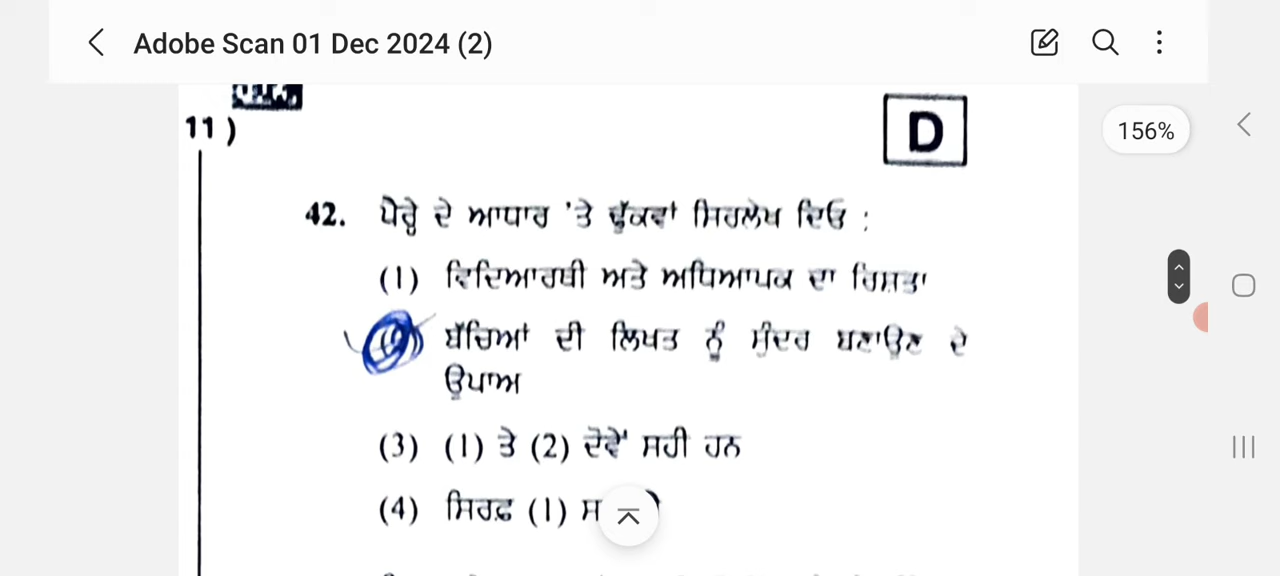 Adobe Scan 01 Dec 2024 (2)
11 )
D
156%
42. ਪੈਰ੍ਹੇ ਦੇ ਆਧਾਰ 'ਤੇ ਢੁੱਕਵਾਂ ਸਿਰਲੇਖ ਦਿਓ :
(1) ਵਿਦਿਆਰਥੀ ਅਤੇ ਅਧਿਆਪਕ ਦਾ ਰਿਸ਼ਤਾ
ਬੱਚਿਆਂ ਦੀ ਲਿਖਤ ਨੂੰ ਸੁੰਦਰ ਬਣਾਉਣ ਦੇ
ਉਪਾਅ
(3) (1) ਤੇ (2) ਦੋਵੇਂ ਸਹੀ ਹਨ
(4) ਸਿਰਫ਼ (1)